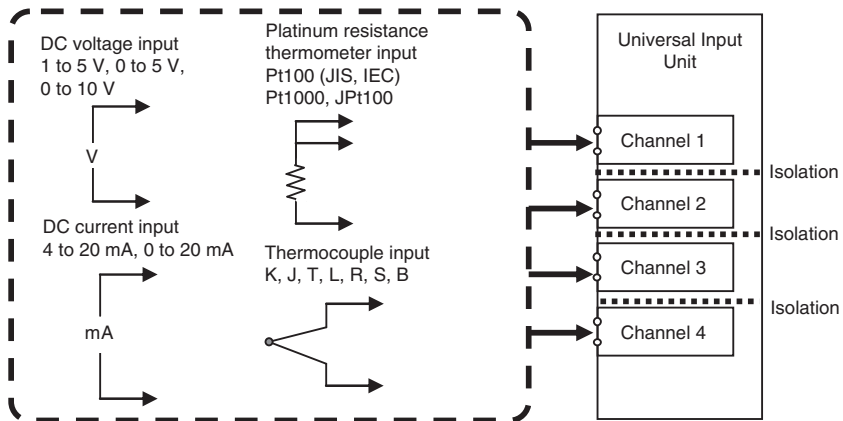 DC voltage input
1 to 5 V, 0 to 5 V,
0 to 10 V
V
Platinum resistance
thermometer input
Pt100 (JIS, IEC)
Pt1000, JPt100
DC current input
4 to 20 mA, 0 to 20 mA
mA
Thermocouple input
K, J, T, L, R, S, B
Universal Input
Unit
Channel 1
Isolation
Channel 2
Isolation
Channel 3
Isolation
Channel 4